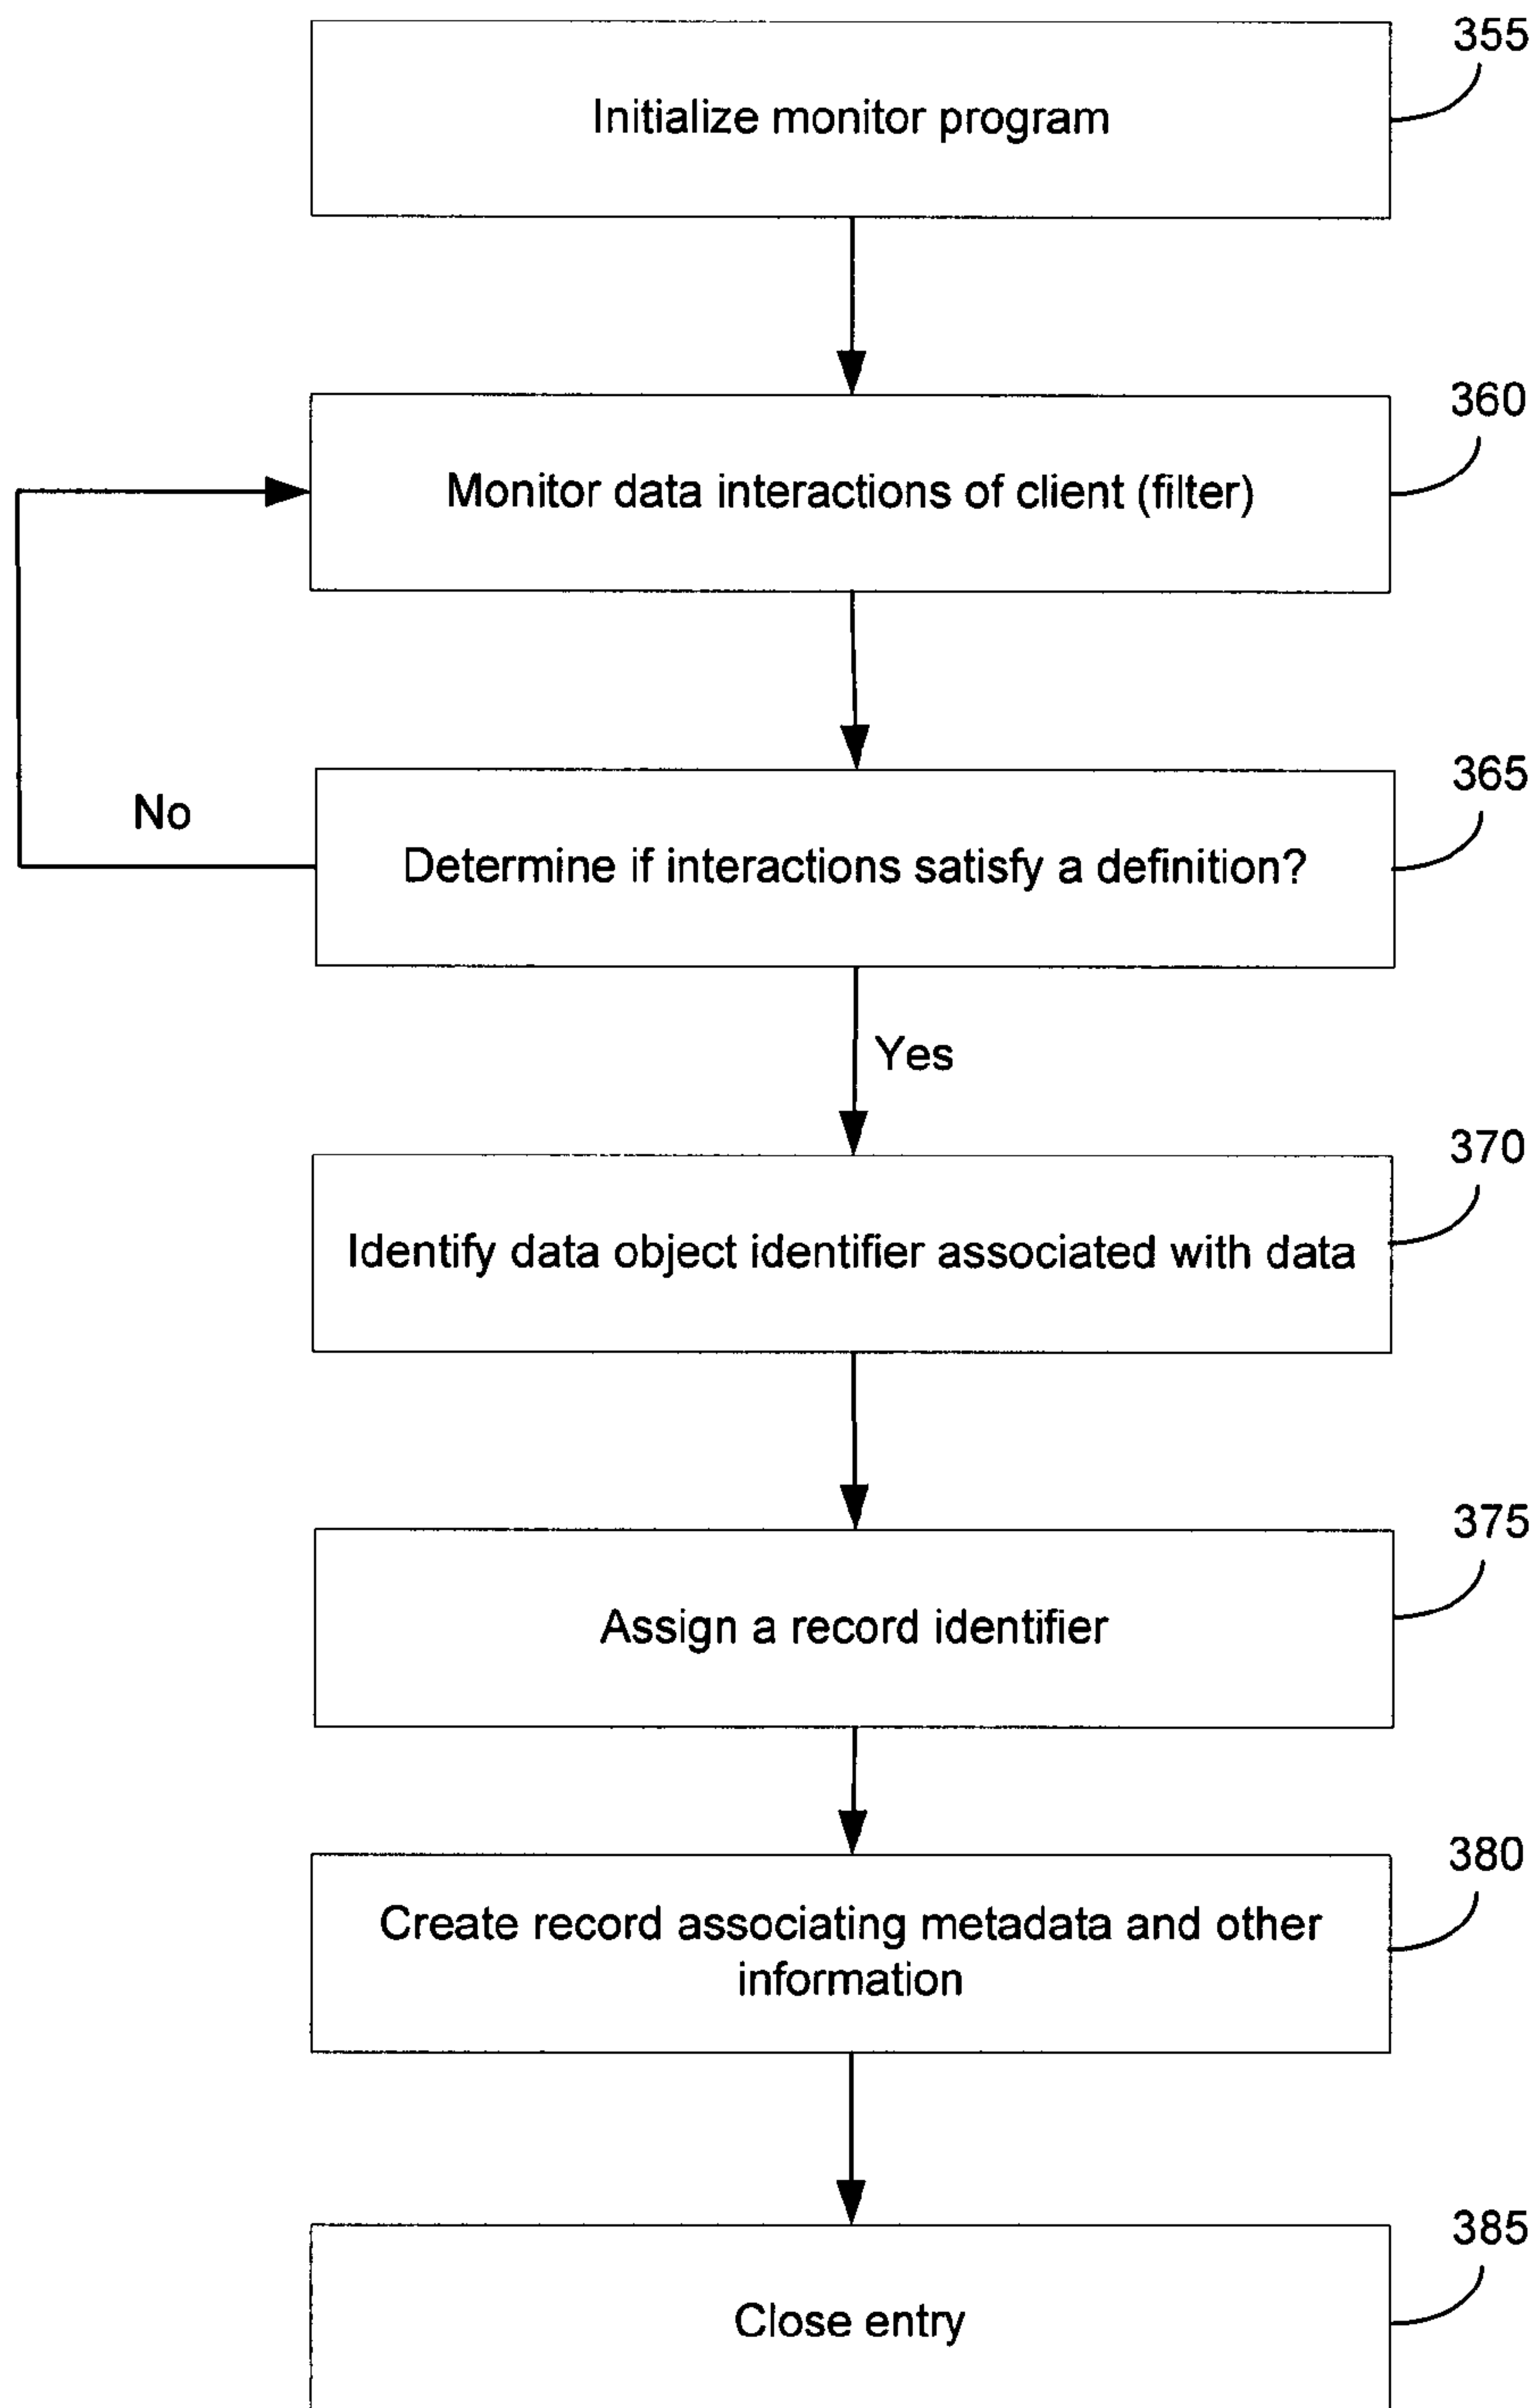 355
Initialize monitor program
360
Monitor data interactions of client (filter)
365
No
Determine if interactions satisfy a definition?
Yes
370
Identify data object identifier associated with data
375
Assign a record identifier
380
Create record associating metadata and other
information
385
Close entry